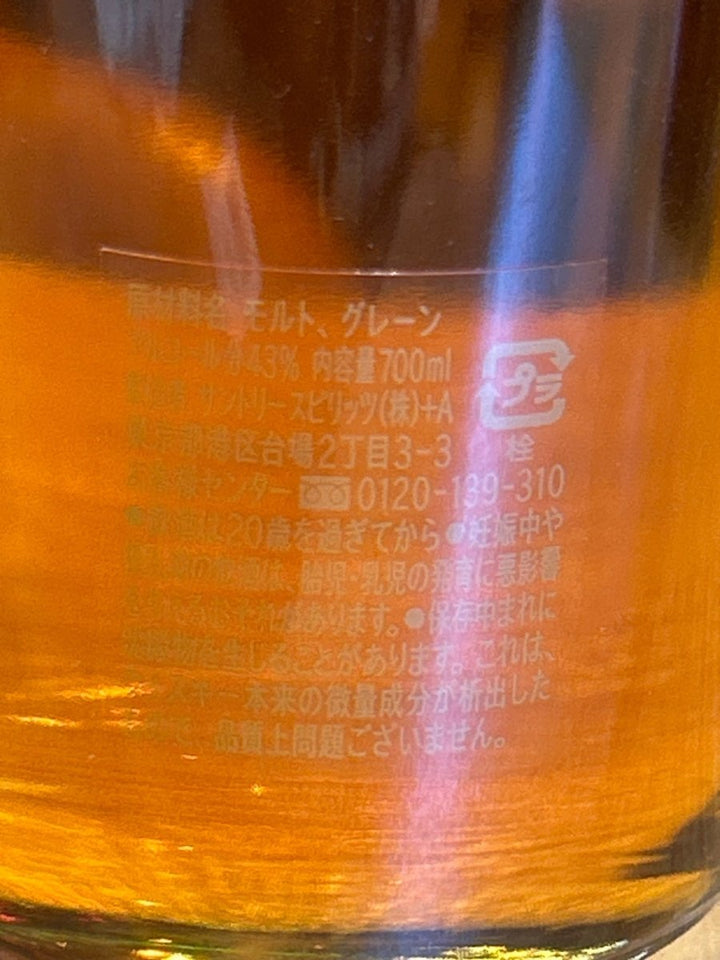 原材料名 モルト、グレーン
アルコール分43% 内容量700ml
製造者 サントリースピリッツ(株)+A
東京都港区台場2丁目3-3
お客様センター 0120-139-310
●飲酒は20歳を過ぎてから●妊娠中や
授乳期の飲酒は、胎児・乳児の発育に悪影響
を与えるおそれがあります。●保存中まれに
沈殿物を生じることがあります。これは、
ウイスキー本来の微量成分が析出した
もので、品質上問題ございません。
プラ
栓